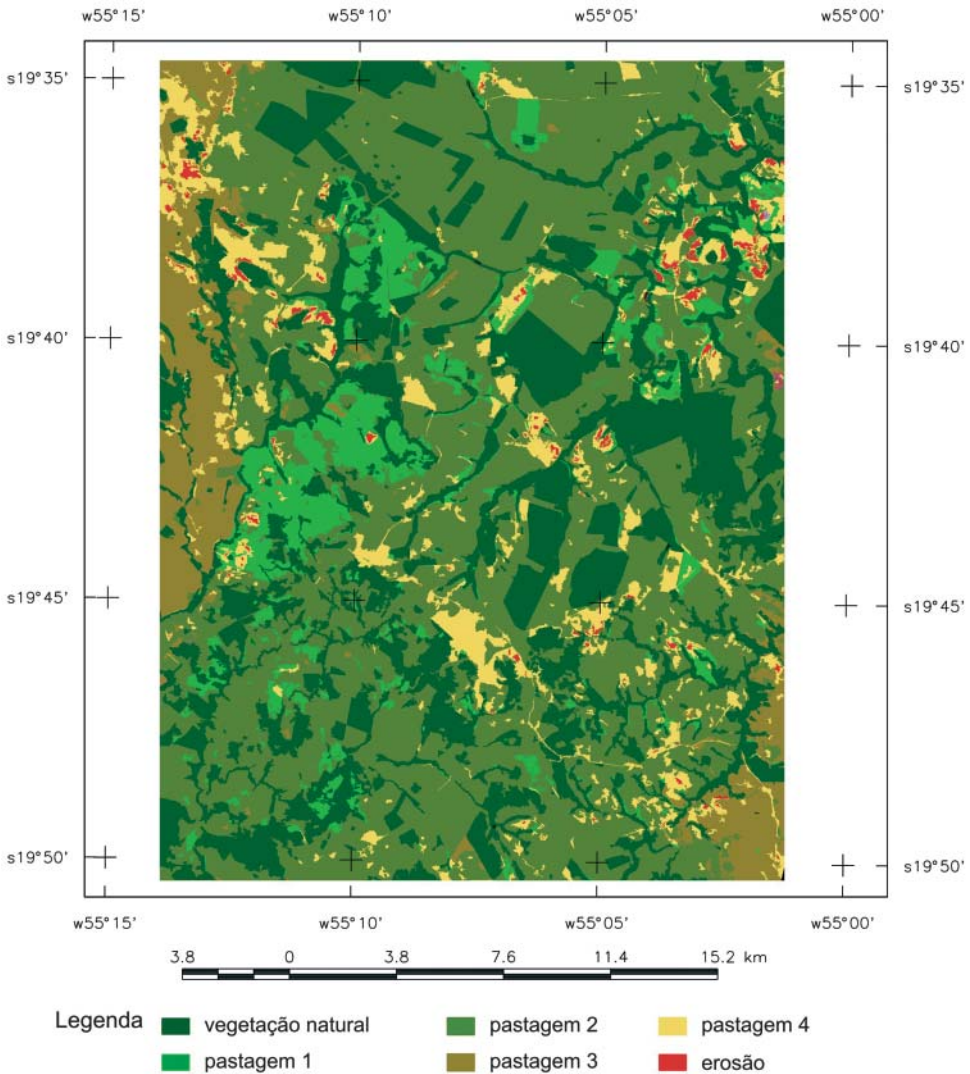 w55°15' w55°10' w55°05' w55°00'
s19°35' s19°35'
s19°40' s19°40'
s19°45' s19°45'
s19°50' s19°50'
w55°15' w55°10' w55°05' w55°00'
3.8 0 3.8 7.6 11.4 15.2 km
Legenda vegetação natural pastagem 2 pastagem 4
pastagem 1 pastagem 3 erosão